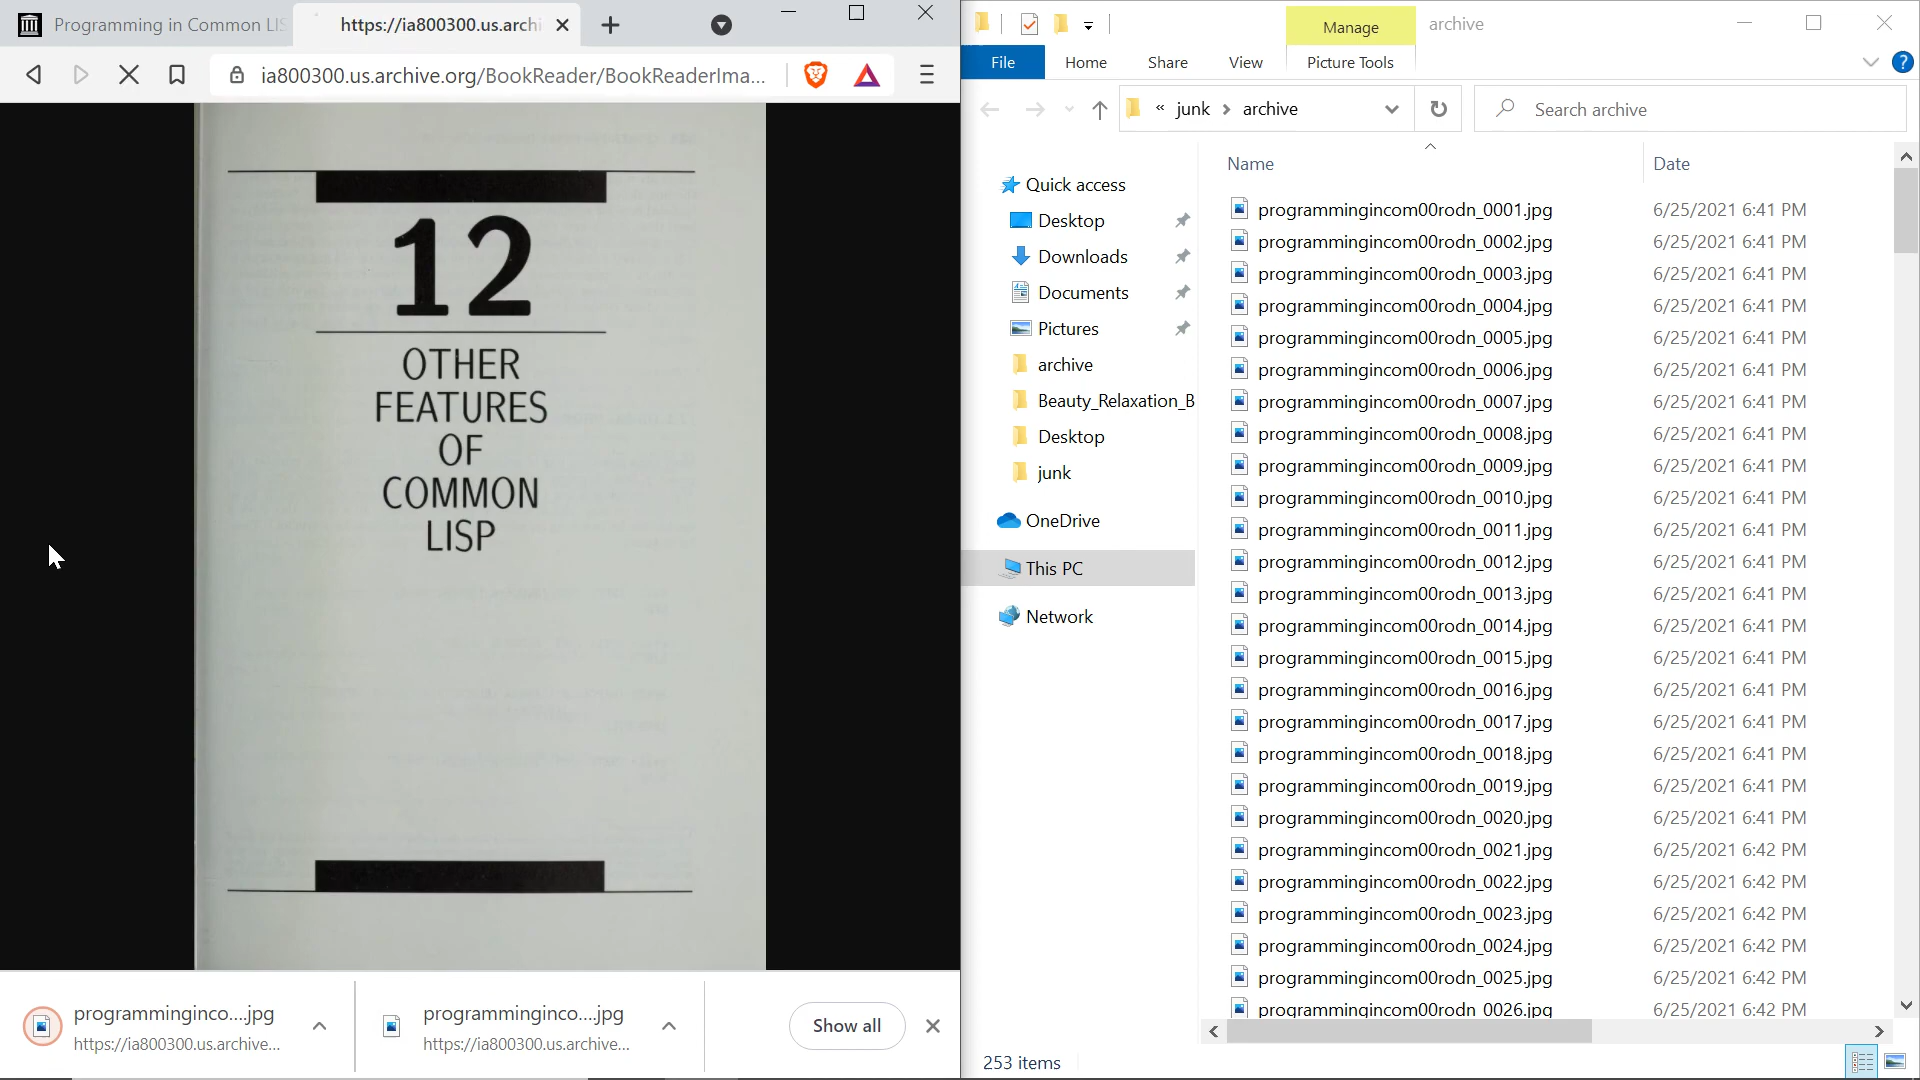 Programming in Common LIS
https://ia800300.us.archi
ia800300.us.archive.org/BookReader/BookReaderIma...
12
OTHER
FEATURES
OF
COMMON
LISP
programminginco....jpg
https://ia800300.us.archive...
programminginco....jpg
https://ia800300.us.archive...
Show all
Manage
archive
File
Home
Share
View
Picture Tools
« junk > archive
Search archive
Quick access
Desktop
Downloads
Documents
Pictures
archive
Beauty_Relaxation_B
Desktop
junk
OneDrive
This PC
Network
Name Date
programmingincom00rodn_0001.jpg 6/25/2021 6:41 PM
programmingincom00rodn_0002.jpg 6/25/2021 6:41 PM
programmingincom00rodn_0003.jpg 6/25/2021 6:41 PM
programmingincom00rodn_0004.jpg 6/25/2021 6:41 PM
programmingincom00rodn_0005.jpg 6/25/2021 6:41 PM
programmingincom00rodn_0006.jpg 6/25/2021 6:41 PM
programmingincom00rodn_0007.jpg 6/25/2021 6:41 PM
programmingincom00rodn_0008.jpg 6/25/2021 6:41 PM
programmingincom00rodn_0009.jpg 6/25/2021 6:41 PM
programmingincom00rodn_0010.jpg 6/25/2021 6:41 PM
programmingincom00rodn_0011.jpg 6/25/2021 6:41 PM
programmingincom00rodn_0012.jpg 6/25/2021 6:41 PM
programmingincom00rodn_0013.jpg 6/25/2021 6:41 PM
programmingincom00rodn_0014.jpg 6/25/2021 6:41 PM
programmingincom00rodn_0015.jpg 6/25/2021 6:41 PM
programmingincom00rodn_0016.jpg 6/25/2021 6:41 PM
programmingincom00rodn_0017.jpg 6/25/2021 6:41 PM
programmingincom00rodn_0018.jpg 6/25/2021 6:41 PM
programmingincom00rodn_0019.jpg 6/25/2021 6:41 PM
programmingincom00rodn_0020.jpg 6/25/2021 6:41 PM
programmingincom00rodn_0021.jpg 6/25/2021 6:42 PM
programmingincom00rodn_0022.jpg 6/25/2021 6:42 PM
programmingincom00rodn_0023.jpg 6/25/2021 6:42 PM
programmingincom00rodn_0024.jpg 6/25/2021 6:42 PM
programmingincom00rodn_0025.jpg 6/25/2021 6:42 PM
programmingincom00rodn_0026.jpg 6/25/2021 6:42 PM
253 items